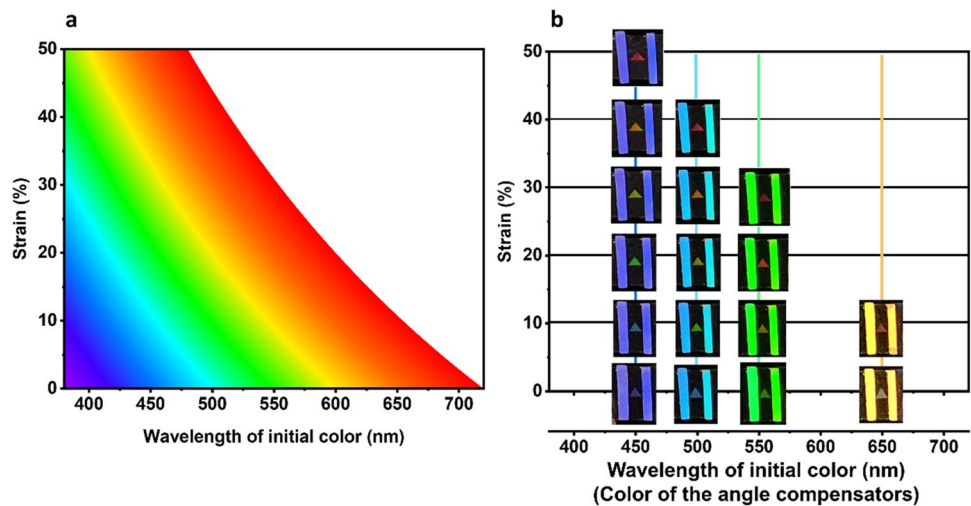 a
50
40
30
20
10
0
Strain (%)
400 450 500 550 600 650 700
Wavelength of initial color (nm)
b
50
40
30
20
10
0
Strain (%)
400 450 500 550 600 650 700
Wavelength of initial color (nm)
(Color of the angle compensators)